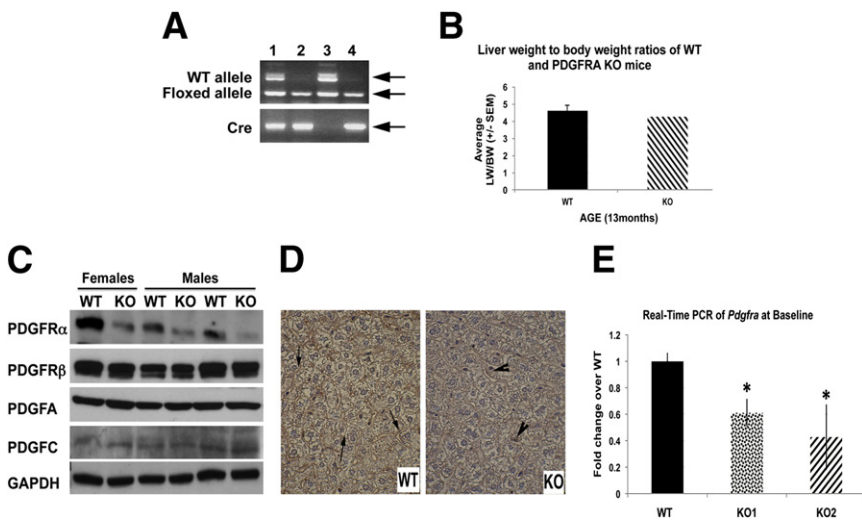 A
1 2 3 4
WT allele
Floxed allele
Cre
B
Liver weight to body weight ratios of WT
and PDGFRA KO mice
Average
LW/BW (+/- SEM)
6
5
4
3
2
1
0
WT KO
AGE (13months)
C
Females Males
WT KO WT KO WT KO
PDGFRα
PDGFRβ
PDGFA
PDGFC
GAPDH
D
WT
KO
E
Real-Time PCR of Pdgfra at Baseline
Fold change over WT
1.2
1
0.8
0.6
0.4
0.2
0
* *
WT KO1 KO2